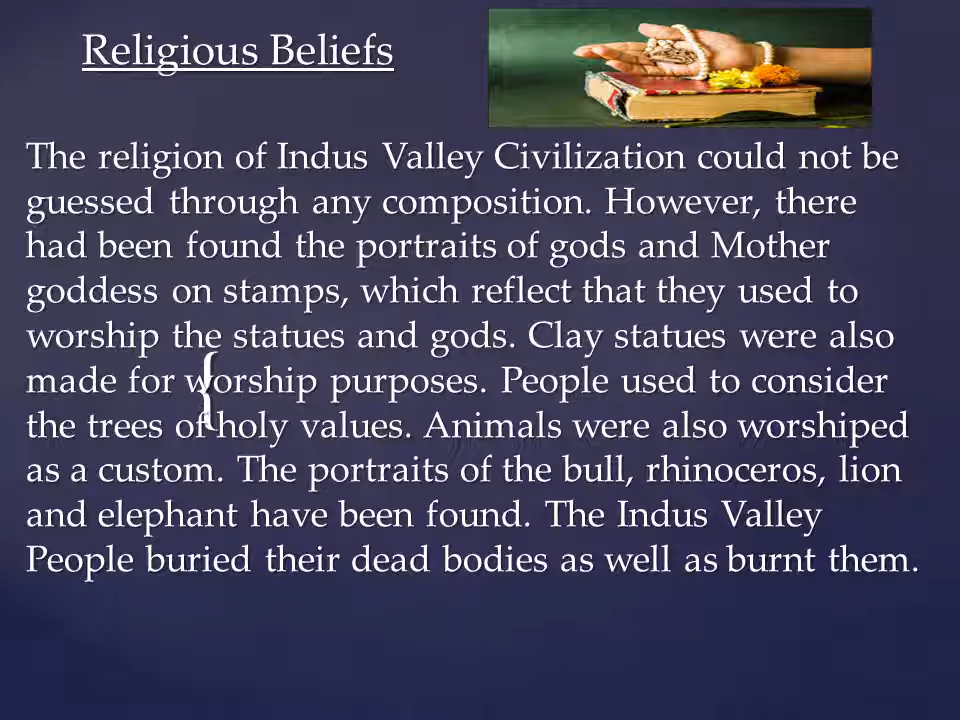 Religious Beliefs
The religion of Indus Valley Civilization could not be
guessed through any composition. However, there
had been found the portraits of gods and Mother
goddess on stamps, which reflect that they used to
worship the statues and gods. Clay statues were also
made for worship purposes. People used to consider
the trees of holy values. Animals were also worshiped
as a custom. The portraits of the bull, rhinoceros, lion
and elephant have been found. The Indus Valley
People buried their dead bodies as well as burnt them.
{